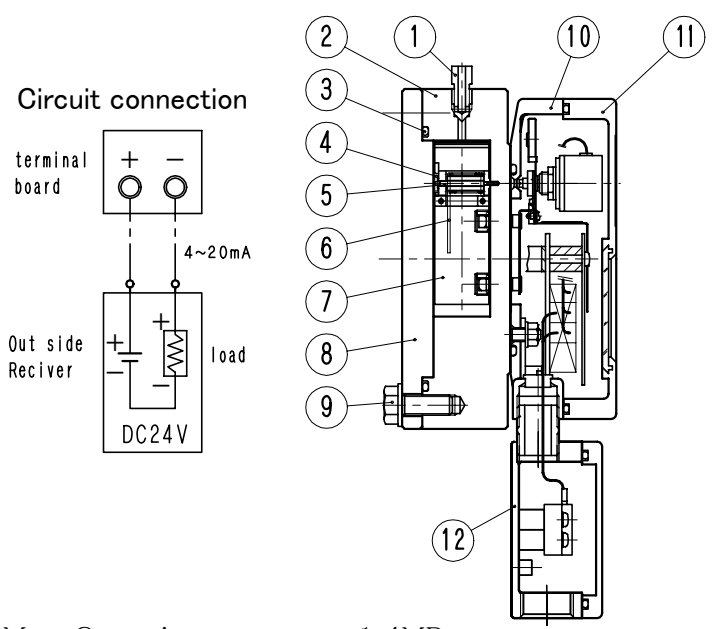 Circuit connection
terminal
board
+ −
4~20mA
Out side
Reciver
+
−
+
−
load
DC24V
1
2
3
4
5
6
7
8
9
10
11
12